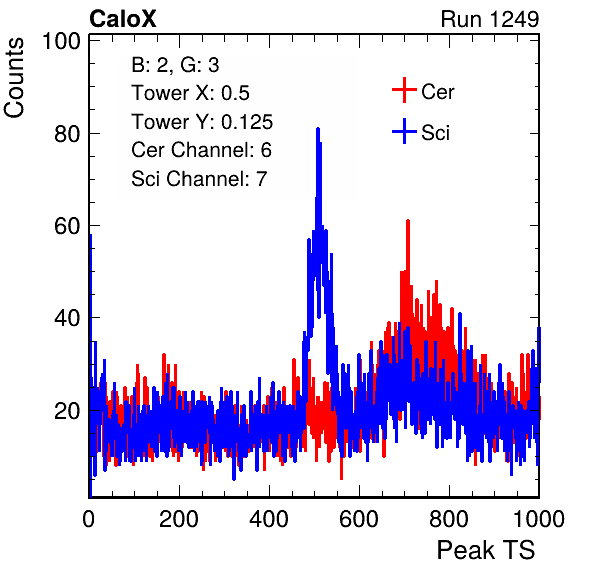 CaloX Run 1249
Counts
100
80
60
40
20
B: 2, G: 3
Tower X: 0.5
Tower Y: 0.125
Cer Channel: 6
Sci Channel: 7
Cer
Sci
0 200 400 600 800 1000
Peak TS